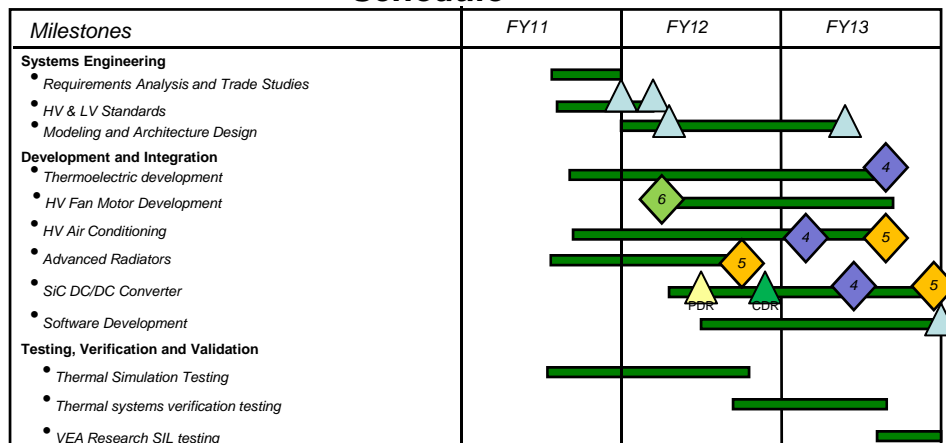 Schedule
Milestones FY11 FY12 FY13
Systems Engineering
• Requirements Analysis and Trade Studies
• HV & LV Standards
• Modeling and Architecture Design
Development and Integration
• Thermoelectric development 4
• HV Fan Motor Development 6
• HV Air Conditioning 4 5
• Advanced Radiators 5
• SiC DC/DC Converter 4 5
PDR CDR
• Software Development
Testing, Verification and Validation
• Thermal Simulation Testing
• Thermal systems verification testing
• VEA Research SIL testing